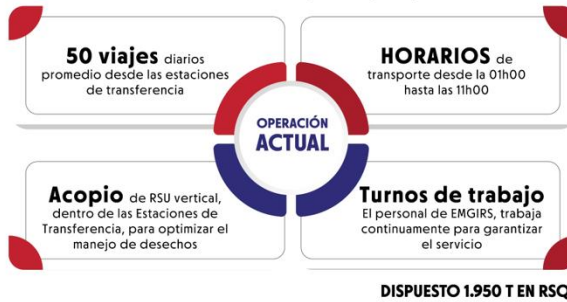 50 viajes diarios
promedio desde las estaciones
de transferencia
HORARIOS de
transporte desde la 01h00
hasta las 11h00
OPERACIÓN
ACTUAL
Acopio de RSU vertical,
dentro de las Estaciones de
Transferencia, para optimizar el
manejo de desechos
Turnos de trabajo
El personal de EMGIRS, trabaja
continuamente para garantizar
el servicio
DISPUESTO 1.950 T EN RSO